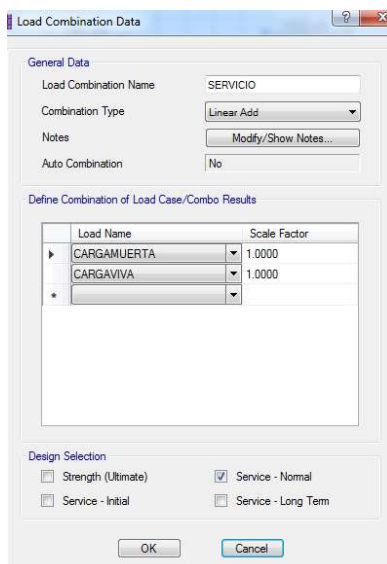 Load Combination Data
General Data
Load Combination Name SERVICIO
Combination Type Linear Add
Notes Modify/Show Notes...
Auto Combination No
Define Combination of Load Case/Combo Results
Load Name Scale Factor
CARGAMUERTA 1.0000
CARGAVIVA 1.0000
*
Design Selection
Strength (Ultimate) Service - Normal
Service - Initial Service - Long Term
OK Cancel